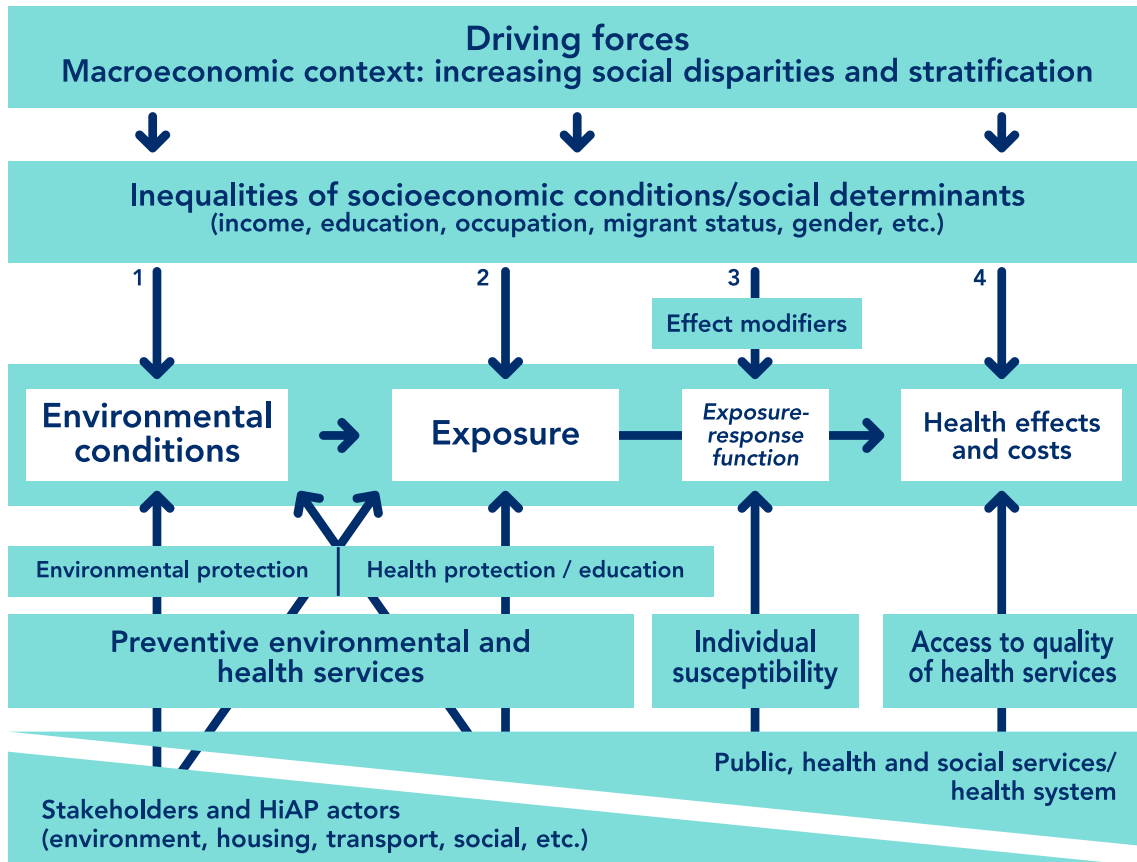 Driving forces
Macroeconomic context: increasing social disparities and stratification
Inequalities of socioeconomic conditions/social determinants
(income, education, occupation, migrant status, gender, etc.)
1
2
3
4
Effect modifiers
Environmental
conditions
Exposure
Exposure-
response
function
Health effects
and costs
Environmental protection
Health protection / education
Preventive environmental and
health services
Individual
susceptibility
Access to quality
of health services
Public, health and social services/
health system
Stakeholders and HiAP actors
(environment, housing, transport, social, etc.)